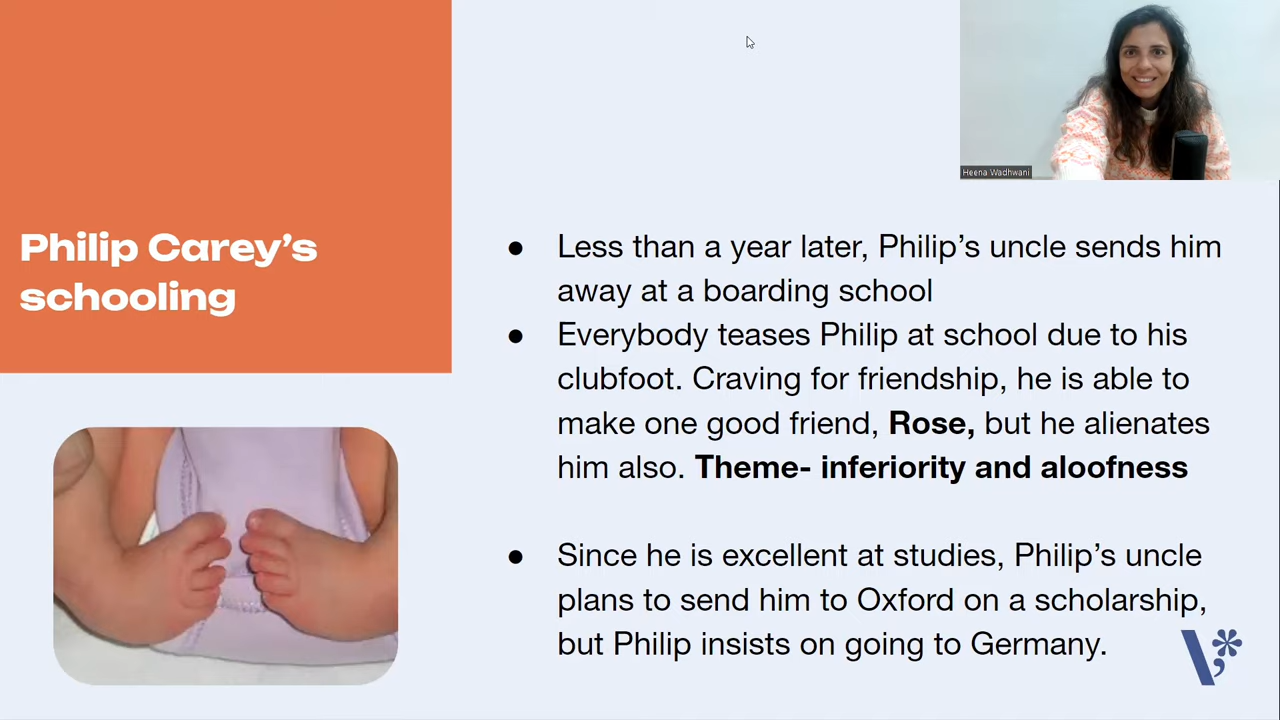 Heena Wadhwani
Philip Carey’s
schooling
● Less than a year later, Philip’s uncle sends him
away at a boarding school
● Everybody teases Philip at school due to his
clubfoot. Craving for friendship, he is able to
make one good friend, Rose, but he alienates
him also. Theme- inferiority and aloofness
● Since he is excellent at studies, Philip’s uncle
plans to send him to Oxford on a scholarship,
but Philip insists on going to Germany.